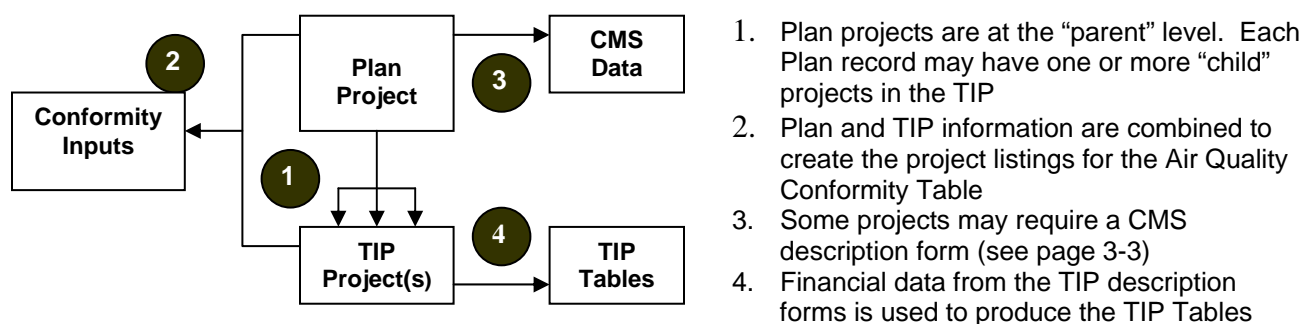 2
Conformity
Inputs
Plan
Project
3
CMS
Data
1
TIP
Project(s)
4
TIP
Tables
1. Plan projects are at the “parent” level. Each
Plan record may have one or more “child”
projects in the TIP
2. Plan and TIP information are combined to
create the project listings for the Air Quality
Conformity Table
3. Some projects may require a CMS
description form (see page 3-3)
4. Financial data from the TIP description
forms is used to produce the TIP Tables